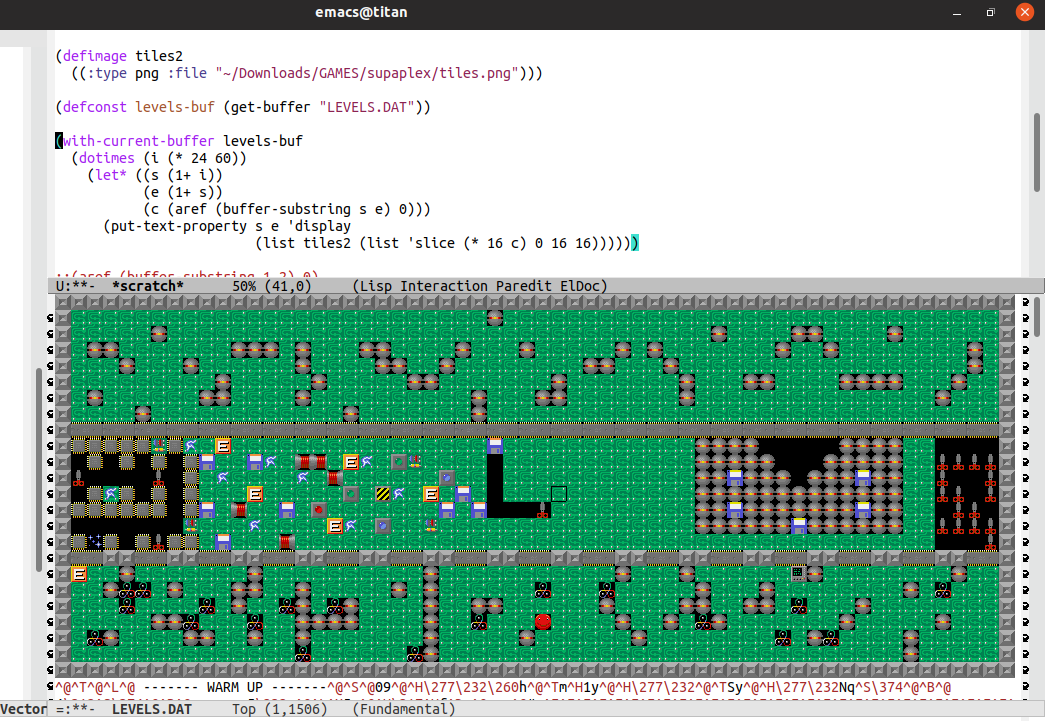 emacs@titan
(defimage tiles2
((:type png :file "~/Downloads/GAMES/supaplex/tiles.png")))
(defconst levels-buf (get-buffer "LEVELS.DAT"))
(with-current-buffer levels-buf
(dotimes (i (* 24 60))
(let* ((s (1+ i))
(e (1+ s))
(c (aref (buffer-substring s e) 0)))
(put-text-property s e 'display
(list tiles2 (list 'slice (* 16 c) 0 16 16))))))
;;(aref (buffer-substring 1 2) 0)
U:**- *scratch* 50% (41,0) (Lisp Interaction Paredit ElDoc)
^@^T^@^L^@ ------- WARM UP -------^@^S^@09^@^H\277\232\260h^@^Tm^H1y^@^H\277\232^@^TSy^@^H\277\232Nq^S\374^@^B^@
Vector =:**- LEVELS.DAT Top (1,1506) (Fundamental)